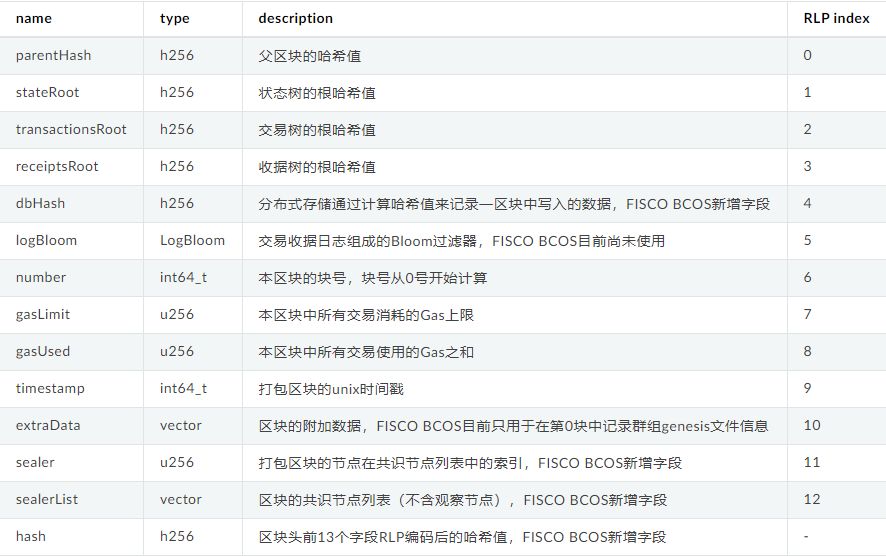 name type description RLP index
parentHash h256 父区块的哈希值 0
stateRoot h256 状态树的根哈希值 1
transactionsRoot h256 交易树的根哈希值 2
receiptsRoot h256 收据树的根哈希值 3
dbHash h256 分布式存储通过计算哈希值来记录一区块中写入的数据，FISCO BCOS新增字段 4
logBloom LogBloom 交易收据日志组成的Bloom过滤器，FISCO BCOS目前尚未使用 5
number int64_t 本区块的块号，块号从0号开始计算 6
gasLimit u256 本区块中所有交易消耗的Gas上限 7
gasUsed u256 本区块中所有交易使用的Gas之和 8
timestamp int64_t 打包区块的unix时间戳 9
extraData vector 区块的附加数据，FISCO BCOS目前只用于在第0块中记录群组genesis文件信息 10
sealer u256 打包区块的节点在共识节点列表中的索引，FISCO BCOS新增字段 11
sealerList vector 区块的共识节点列表（不含观察节点），FISCO BCOS新增字段 12
hash h256 区块头前13个字段RLP编码后的哈希值，FISCO BCOS新增字段 -